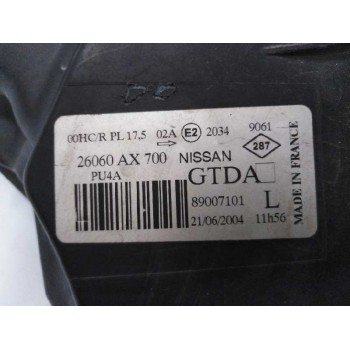 00HC/R PL 17,5 02A E2 2034 9061
287
26060 AX 700 NISSAN
PU4A GTDA
89007101 L
21/06/2004 11h56
MADE IN FRANCE